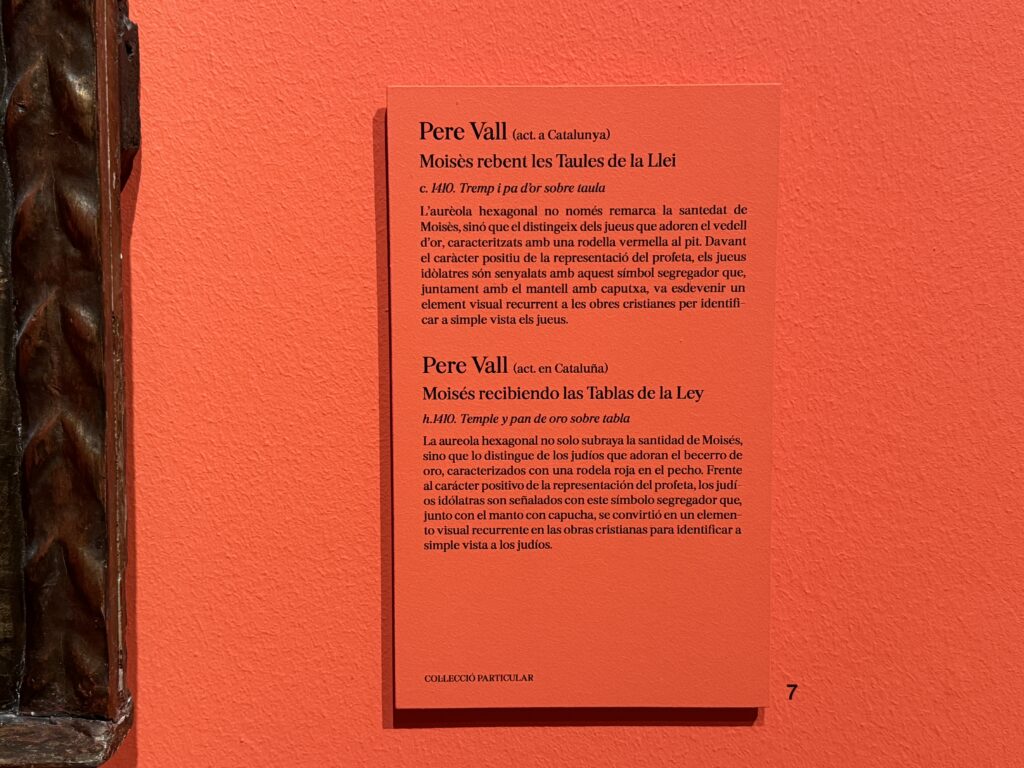 Pere Vall (act. a Catalunya)
Moisès rebent les Taules de la Llei
c. 1410. Tremp i pa d'or sobre taula
L'aurèola hexagonal no només remarca la santedat de
Moisès, sinó que el distingeix dels jueus que adoren el vedell
d'or, caracteritzats amb una rodella vermella al pit. Davant
el caràcter positiu de la representació del profeta, els jueus
idòlatres són senyalats amb aquest símbol segregador que,
juntament amb el mantell amb caputxa, va esdevenir un
element visual recurrent a les obres cristianes per identifi-
car a simple vista els jueus.
Pere Vall (act. en Cataluña)
Moisés recibiendo las Tablas de la Ley
h.1410. Temple y pan de oro sobre tabla
La aureola hexagonal no solo subraya la santidad de Moisés,
sino que lo distingue de los judíos que adoran el becerro de
oro, caracterizados con una rodela roja en el pecho. Frente
al carácter positivo de la representación del profeta, los judí-
os idólatras son señalados con este símbolo segregador que,
junto con el manto con capucha, se convirtió en un elemen-
to visual recurrente en las obras cristianas para identificar a
simple vista a los judíos.
COL·LECCIÓ PARTICULAR
7